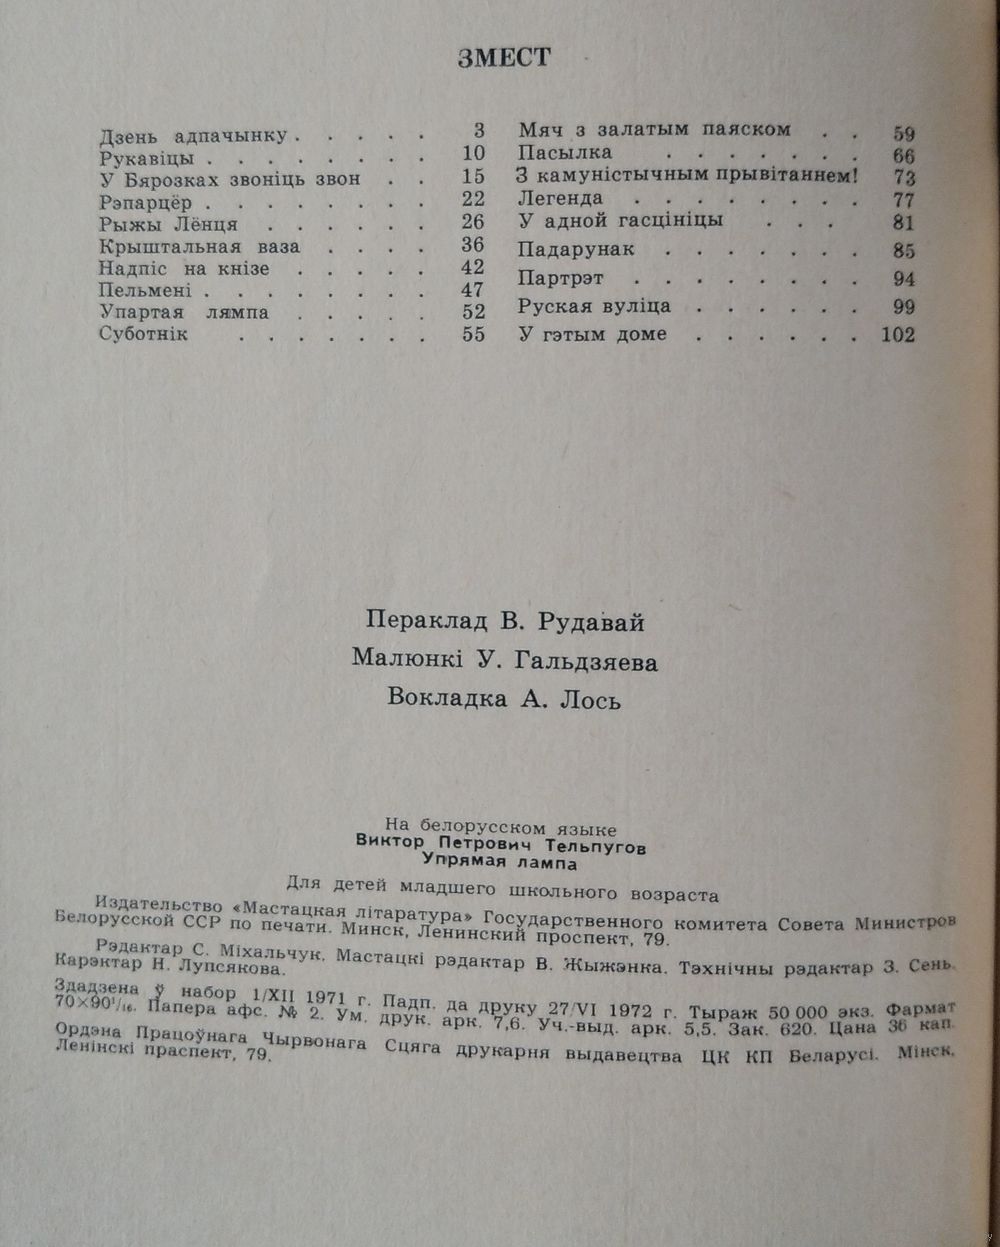 ЗМЕСТ
Дзень адпачынку . . . . . 3
Рукавіцы . . . . . . . . 10
У Бярозках звоніць звон . . 15
Рэпарцёр . . . . . . . . 22
Рыжы Лёнця . . . . . . 26
Крыштальная ваза . . . . 36
Надпіс на кнізе . . . . . 42
Пельмені . . . . . . . . 47
Упартая лямпа . . . . . 52
Суботнік . . . . . . . 55
Мяч з залатым паяском . . 59
Пасылка . . . . . . . 66
З камуністычным прывітаннем! 73
Легенда . . . . . . . . 77
У адной гасцініцы . . . 81
Падарунак . . . . . . . 85
Партрэт . . . . . . . 94
Руская вуліца . . . . . . 99
У гэтым доме . . . . . . 102
Пераклад В. Рудавай
Малюнкі У. Гальдзяева
Вокладка А. Лось
На белорусском языке
Виктор Петрович Тельпугов
Упрямая лампа
Для детей младшего школьного возраста
Издательство «Мастацкая літаратура» Государственного комитета Совета Министров
Белорусской ССР по печати. Минск, Ленинский проспект, 79.
Рэдактар С. Міхальчук. Мастацкі рэдактар В. Жыжэнка. Тэхнічны рэдактар З. Сень.
Карэктар Н. Лупсякова.
Здадзена ў набор 1/XII 1971 г. Падп. да друку 27/VI 1972 г. Тыраж 50 000 экз. Фармат
70×90¹/₁₆. Папера афс. № 2. Ум. друк. арк. 7,6. Уч.-выд. арк. 5,5. Зак. 620. Цана 36 кап.
Ордэна Працоўнага Чырвонага Сцяга друкарня выдавецтва ЦК КП Беларусі. Мінск,
Ленінскі праспект, 79.